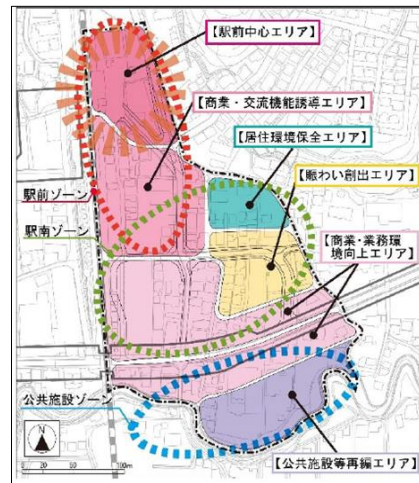 【駅前中心エリア】
【商業・交流機能誘導エリア】
【居住環境保全エリア】
【賑わい創出エリア】
駅前ゾーン
駅南ゾーン
【商業・業務環
境向上エリア】
公共施設ゾーン
【公共施設等再編エリア】
0 20 50 100m